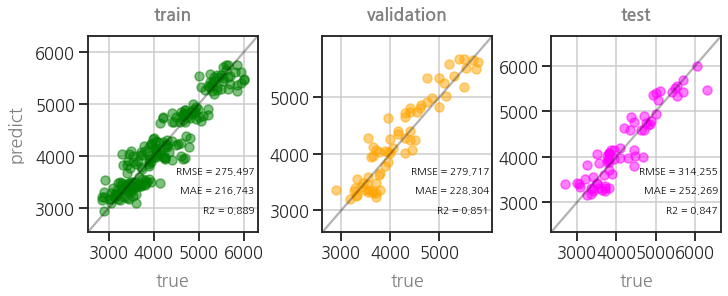 train
validation
test
predict
6000
5000
4000
3000
RMSE = 275,497
MAE = 216,743
R2 = 0,889
3000 4000 5000 6000
true
5000
4000
3000
RMSE = 279,717
MAE = 228,304
R2 = 0,851
3000 4000 5000
true
6000
5000
4000
3000
RMSE = 314,255
MAE = 252,269
R2 = 0,847
3000 4000 5000 6000
true